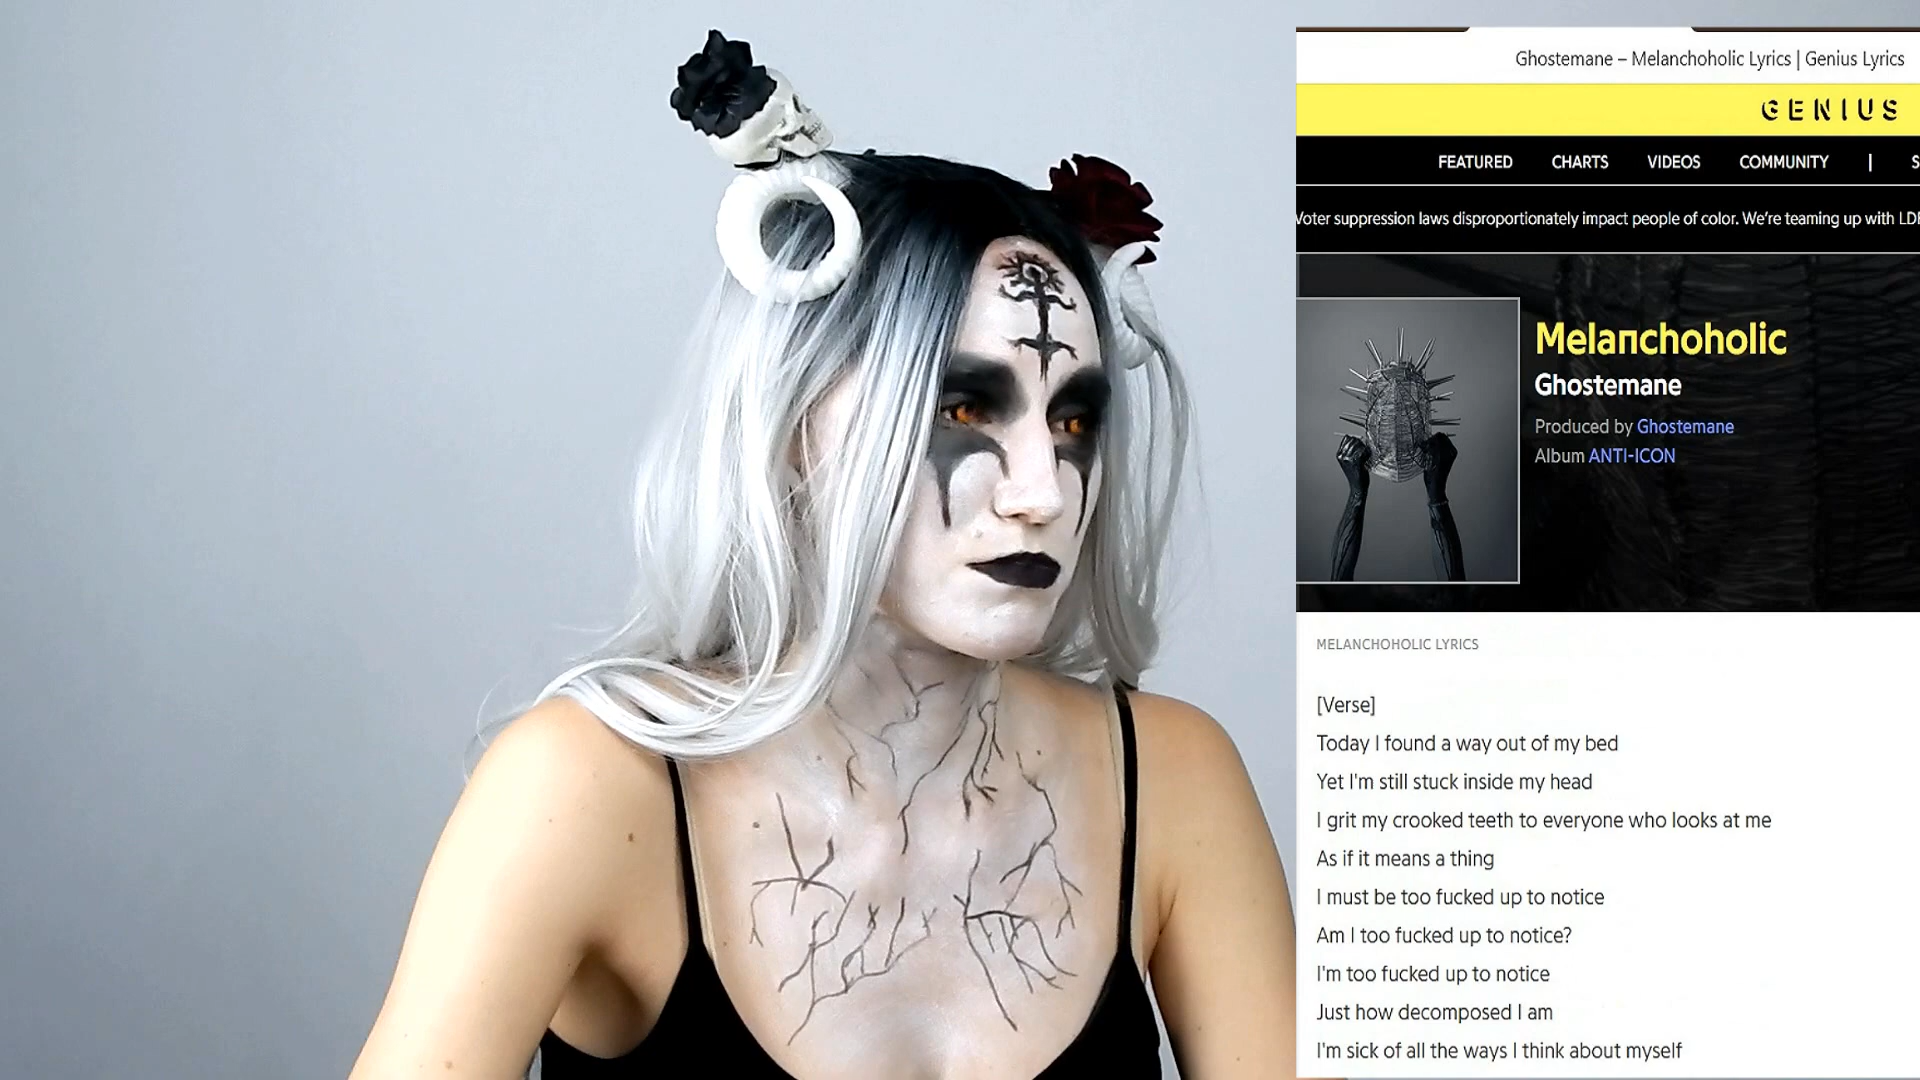 Ghostemane – Melanchoholic Lyrics | Genius Lyrics
GENIUS
FEATURED CHARTS VIDEOS COMMUNITY | S
Voter suppression laws disproportionately impact people of color. We're teaming up with LDF
Melanchoholic
Ghostemane
Produced by Ghostemane
Album ANTI-ICON
MELANCHOHOLIC LYRICS
[Verse]
Today I found a way out of my bed
Yet I'm still stuck inside my head
I grit my crooked teeth to everyone who looks at me
As if it means a thing
I must be too fucked up to notice
Am I too fucked up to notice?
I'm too fucked up to notice
Just how decomposed I am
I'm sick of all the ways I think about myself